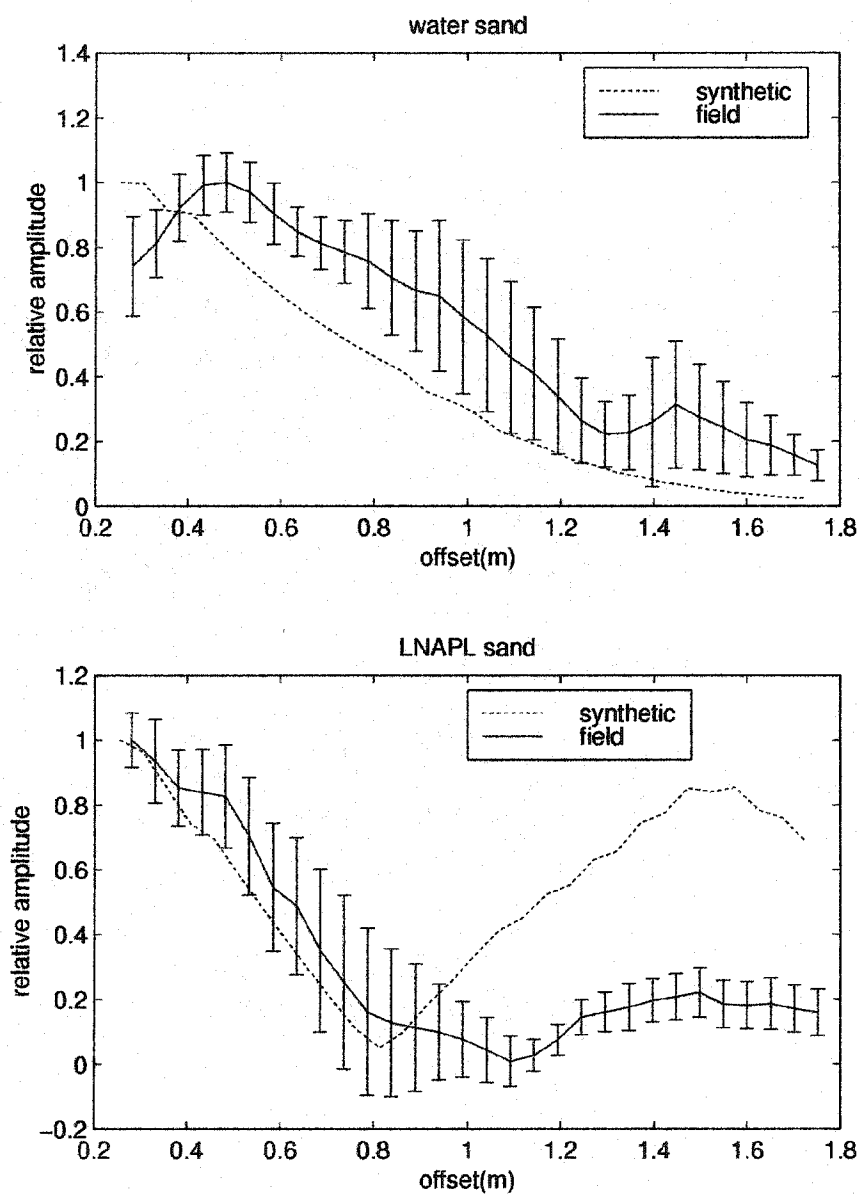 water sand
1.4
1.2
1
0.8
0.6
0.4
0.2
0
relative amplitude
synthetic
field
0.2 0.4 0.6 0.8 1 1.2 1.4 1.6 1.8
offset(m)
LNAPL sand
1.2
1
0.8
0.6
0.4
0.2
0
−0.2
relative amplitude
synthetic
field
0.2 0.4 0.6 0.8 1 1.2 1.4 1.6 1.8
offset(m)